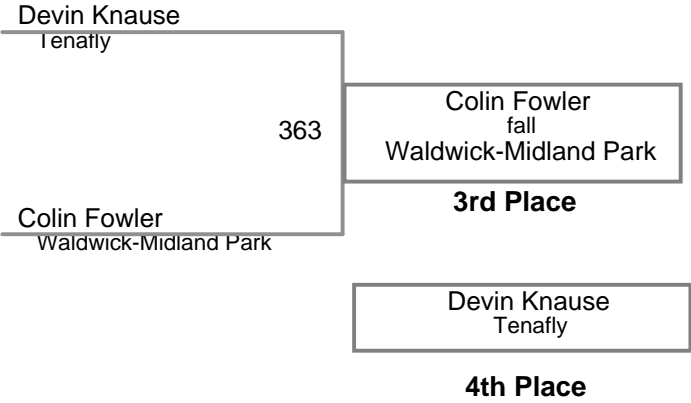 Devin Knause
Tenafly
363
Colin Fowler
fall
Waldwick-Midland Park
3rd Place
Colin Fowler
Waldwick-Midland Park
Devin Knause
Tenafly
4th Place